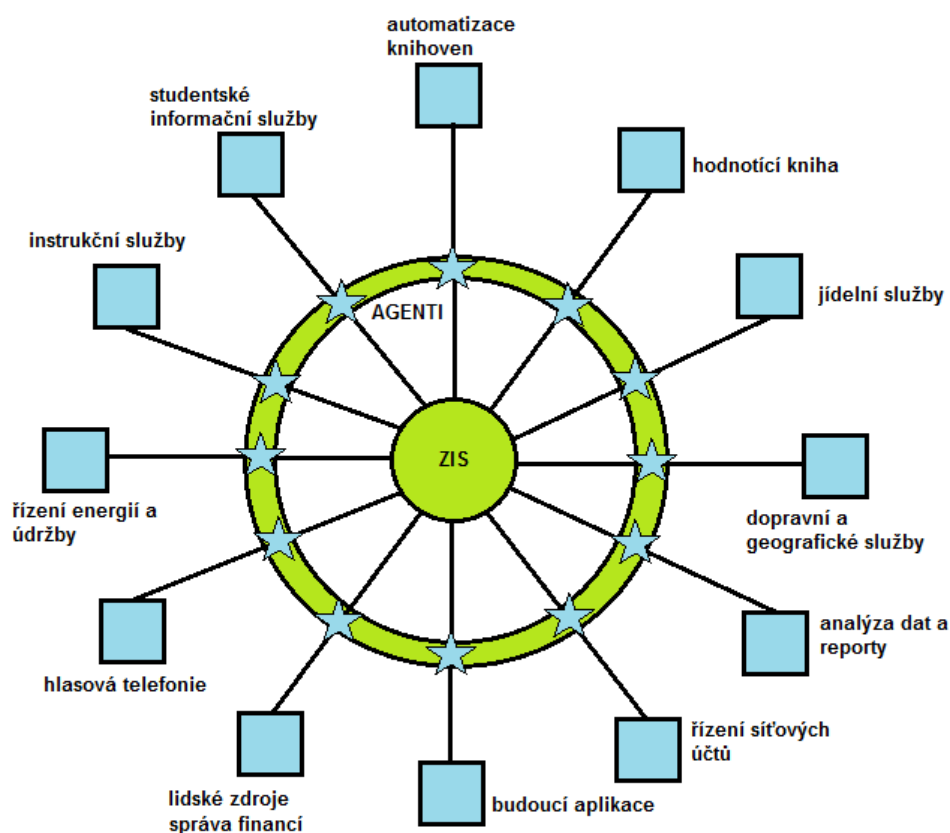 automatizace
knihoven
studentské
informační služby
hodnotící kniha
instrukční služby
jídelní služby
AGENTI
ZIS
řízení energií a
údržby
dopravní a
geografické služby
analýza dat a
reporty
hlasová telefonie
řízení síťových
účtů
lidské zdroje
správa financí
budoucí aplikace